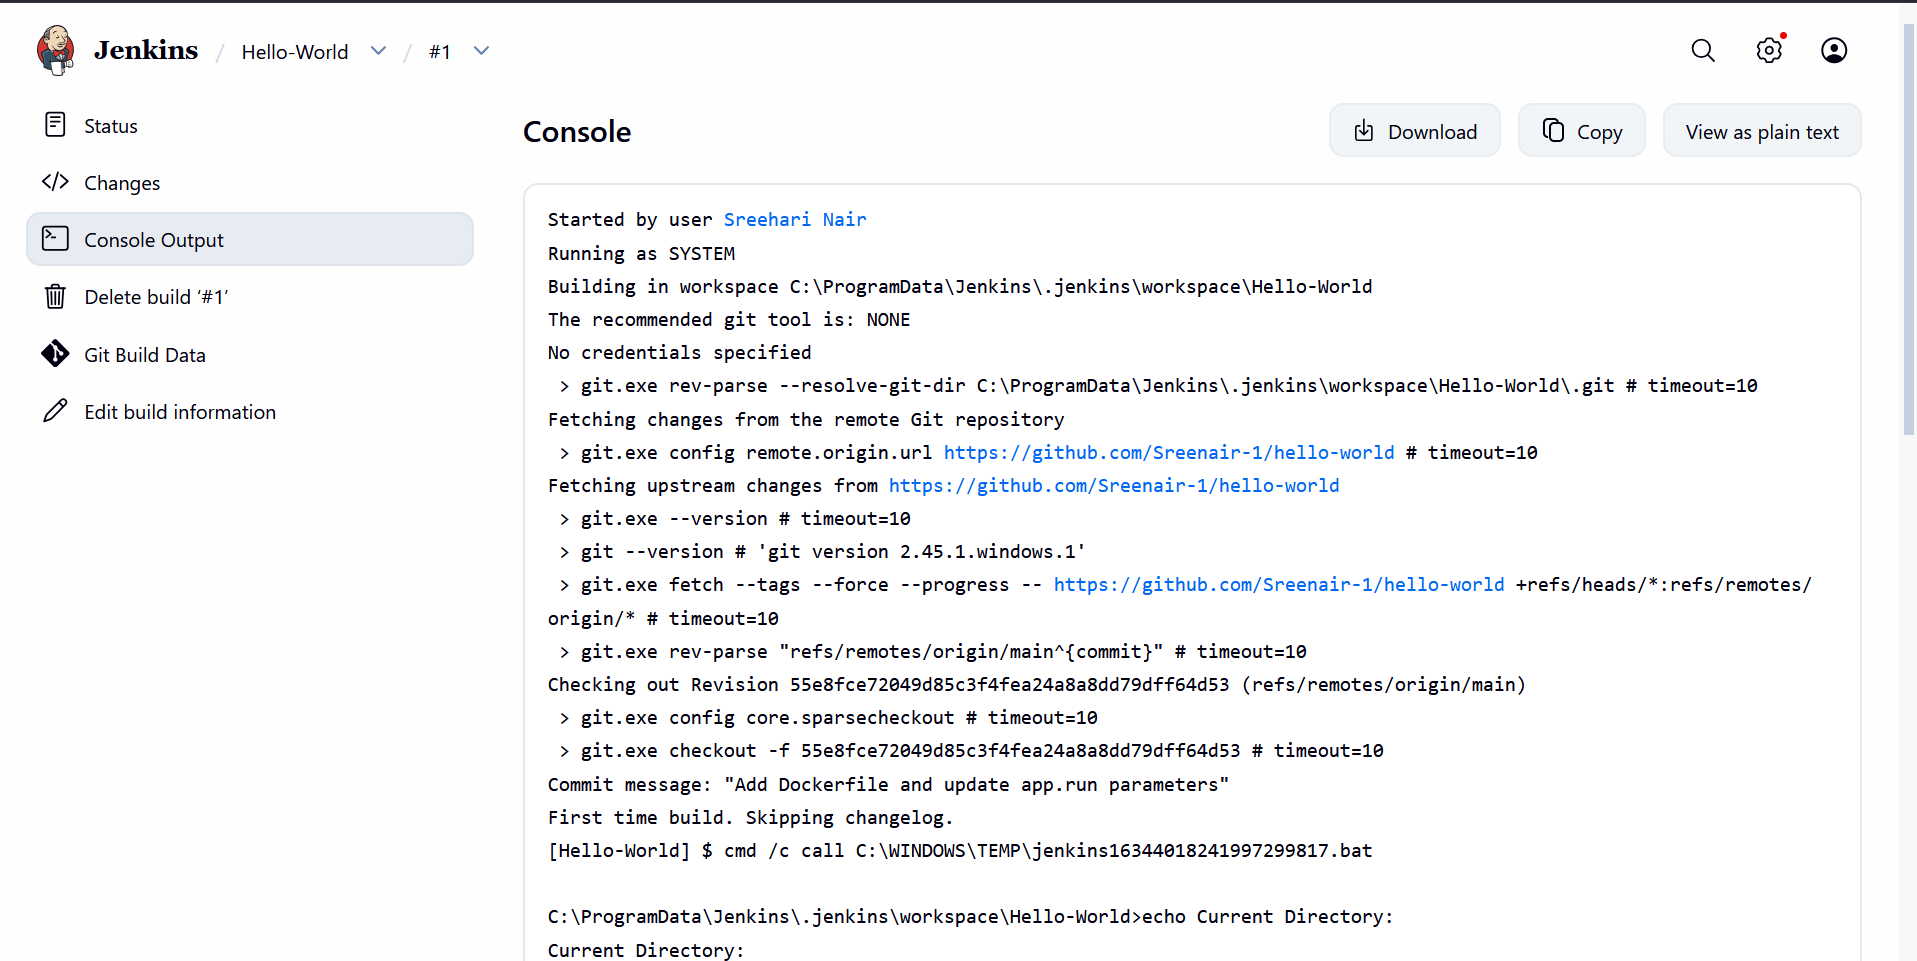 Jenkins / Hello-World / #1
Status
Changes
Console Output
Delete build ‘#1’
Git Build Data
Edit build information
Console
Download
Copy
View as plain text
Started by user Sreehari Nair
Running as SYSTEM
Building in workspace C:\ProgramData\Jenkins\.jenkins\workspace\Hello-World
The recommended git tool is: NONE
No credentials specified
 > git.exe rev-parse --resolve-git-dir C:\ProgramData\Jenkins\.jenkins\workspace\Hello-World\.git # timeout=10
Fetching changes from the remote Git repository
 > git.exe config remote.origin.url https://github.com/Sreenair-1/hello-world # timeout=10
Fetching upstream changes from https://github.com/Sreenair-1/hello-world
 > git.exe --version # timeout=10
 > git --version # 'git version 2.45.1.windows.1'
 > git.exe fetch --tags --force --progress -- https://github.com/Sreenair-1/hello-world +refs/heads/*:refs/remotes/
origin/* # timeout=10
 > git.exe rev-parse "refs/remotes/origin/main^{commit}" # timeout=10
Checking out Revision 55e8fce72049d85c3f4fea24a8a8dd79dff64d53 (refs/remotes/origin/main)
 > git.exe config core.sparsecheckout # timeout=10
 > git.exe checkout -f 55e8fce72049d85c3f4fea24a8a8dd79dff64d53 # timeout=10
Commit message: "Add Dockerfile and update app.run parameters"
First time build. Skipping changelog.
[Hello-World] $ cmd /c call C:\WINDOWS\TEMP\jenkins16344018241997299817.bat
C:\ProgramData\Jenkins\.jenkins\workspace\Hello-World>echo Current Directory:
Current Directory: